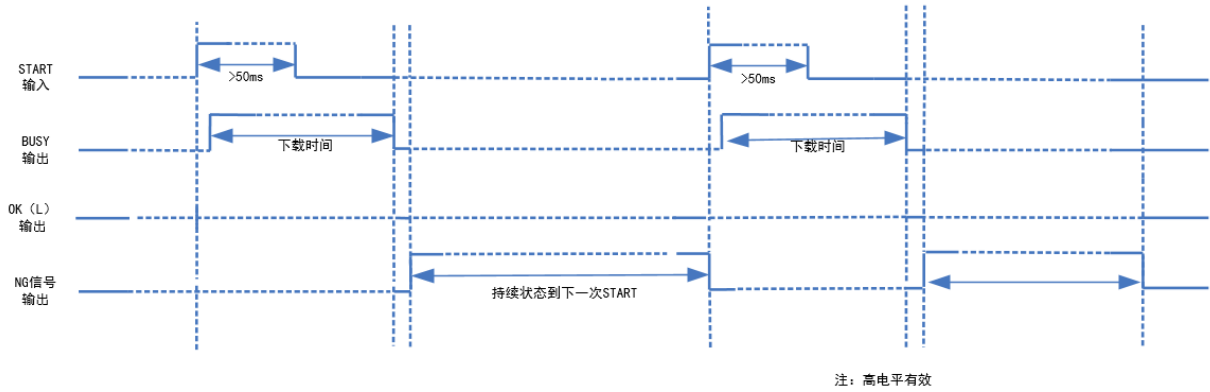 START
输入
>50ms
>50ms
BUSY
输出
下载时间
下载时间
OK（L）
输出
NG信号
输出
持续状态到下一次START
注：高电平有效